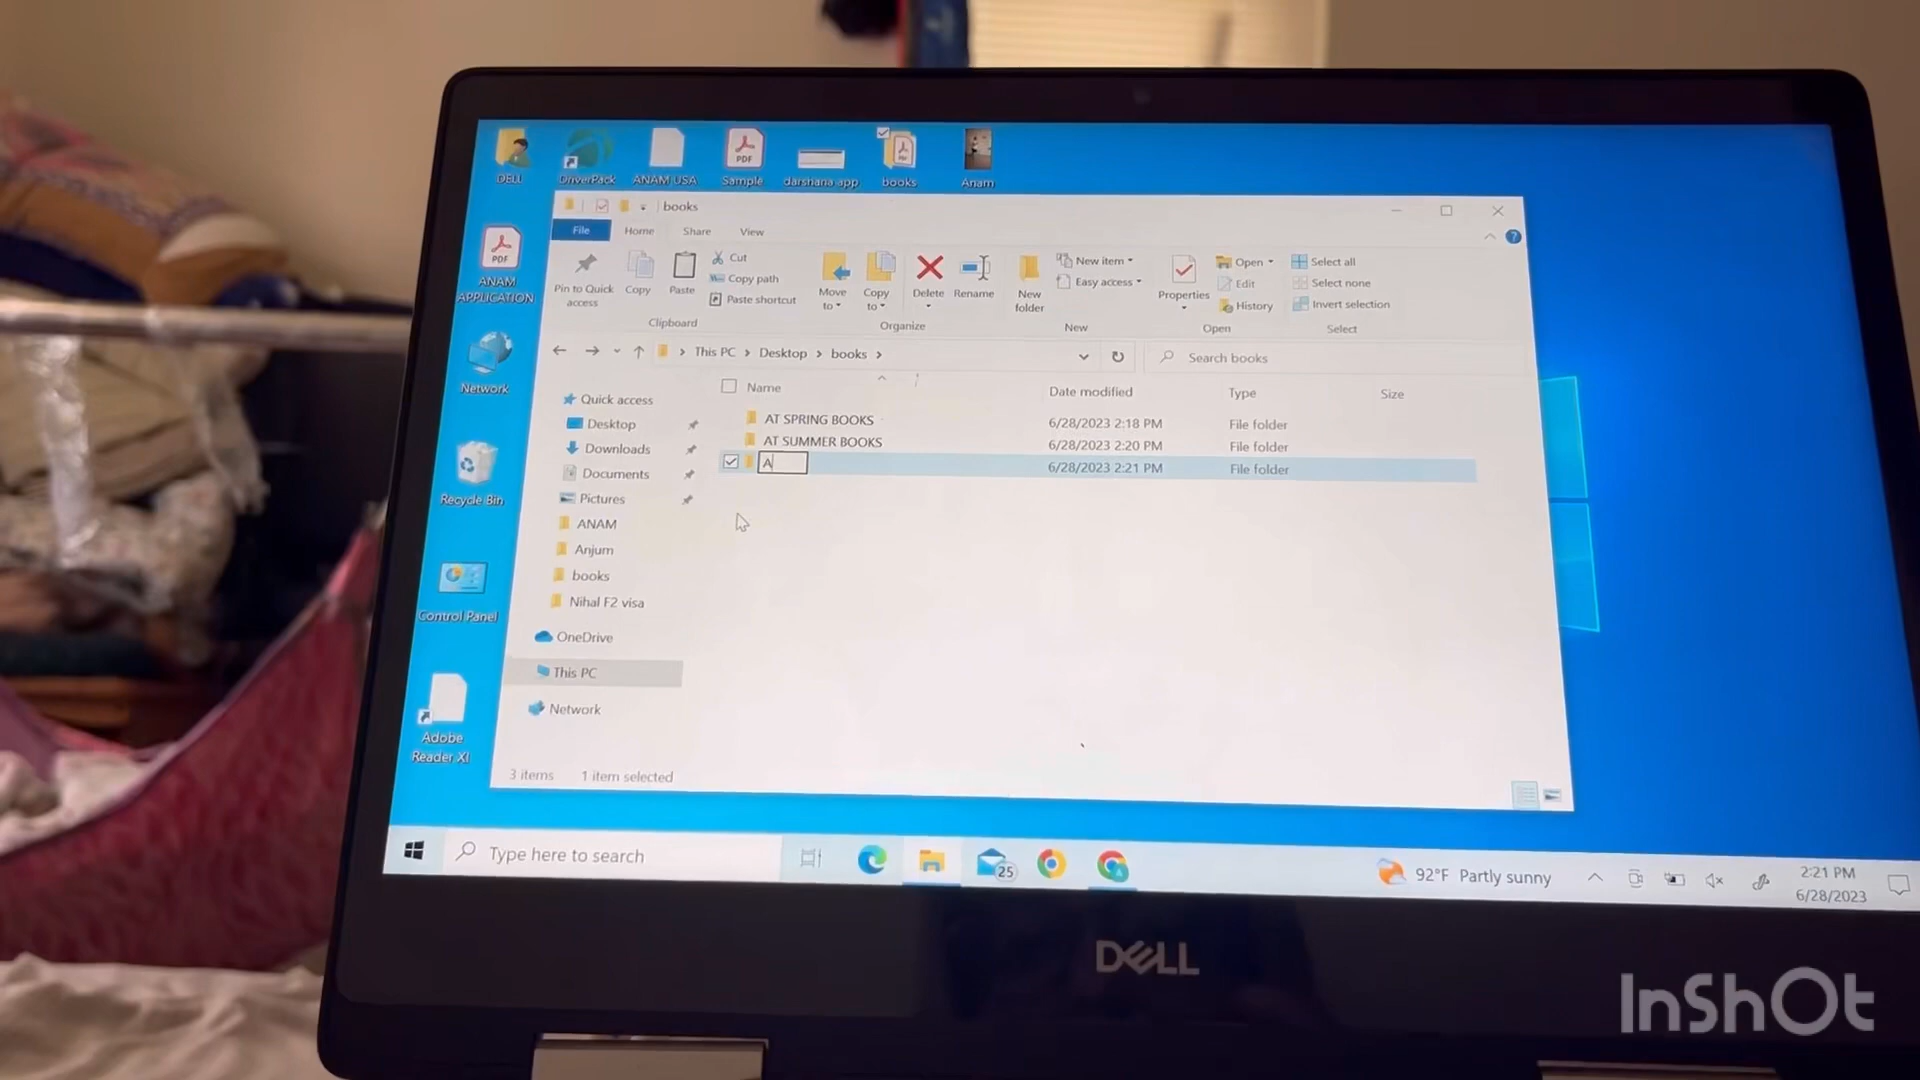 DELL
DriverPack
ANAM USA
PDF
Sample
darshana app
books
Anam
books
File
Home
Share
View
PDF
ANAM
APPLICATION
Pin to Quick
access
Copy
Paste
Cut
Copy path
Paste shortcut
Clipboard
Move
to
Copy
to
Delete
Rename
Organize
New
folder
New item
Easy access
New
Properties
Open
Edit
History
Open
Select all
Select none
Invert selection
Select
This PC > Desktop > books >
Search books
Network
Recycle Bin
Control Panel
Adobe
Reader XI
Quick access
Desktop
Downloads
Documents
Pictures
ANAM
Anjum
books
Nihal F2 visa
OneDrive
This PC
Network
Name Date modified Type Size
AT SPRING BOOKS 6/28/2023 2:18 PM File folder
AT SUMMER BOOKS 6/28/2023 2:20 PM File folder
A 6/28/2023 2:21 PM File folder
3 items 1 item selected
Type here to search
25
92°F Partly sunny
2:21 PM
6/28/2023
DELL
InShOt